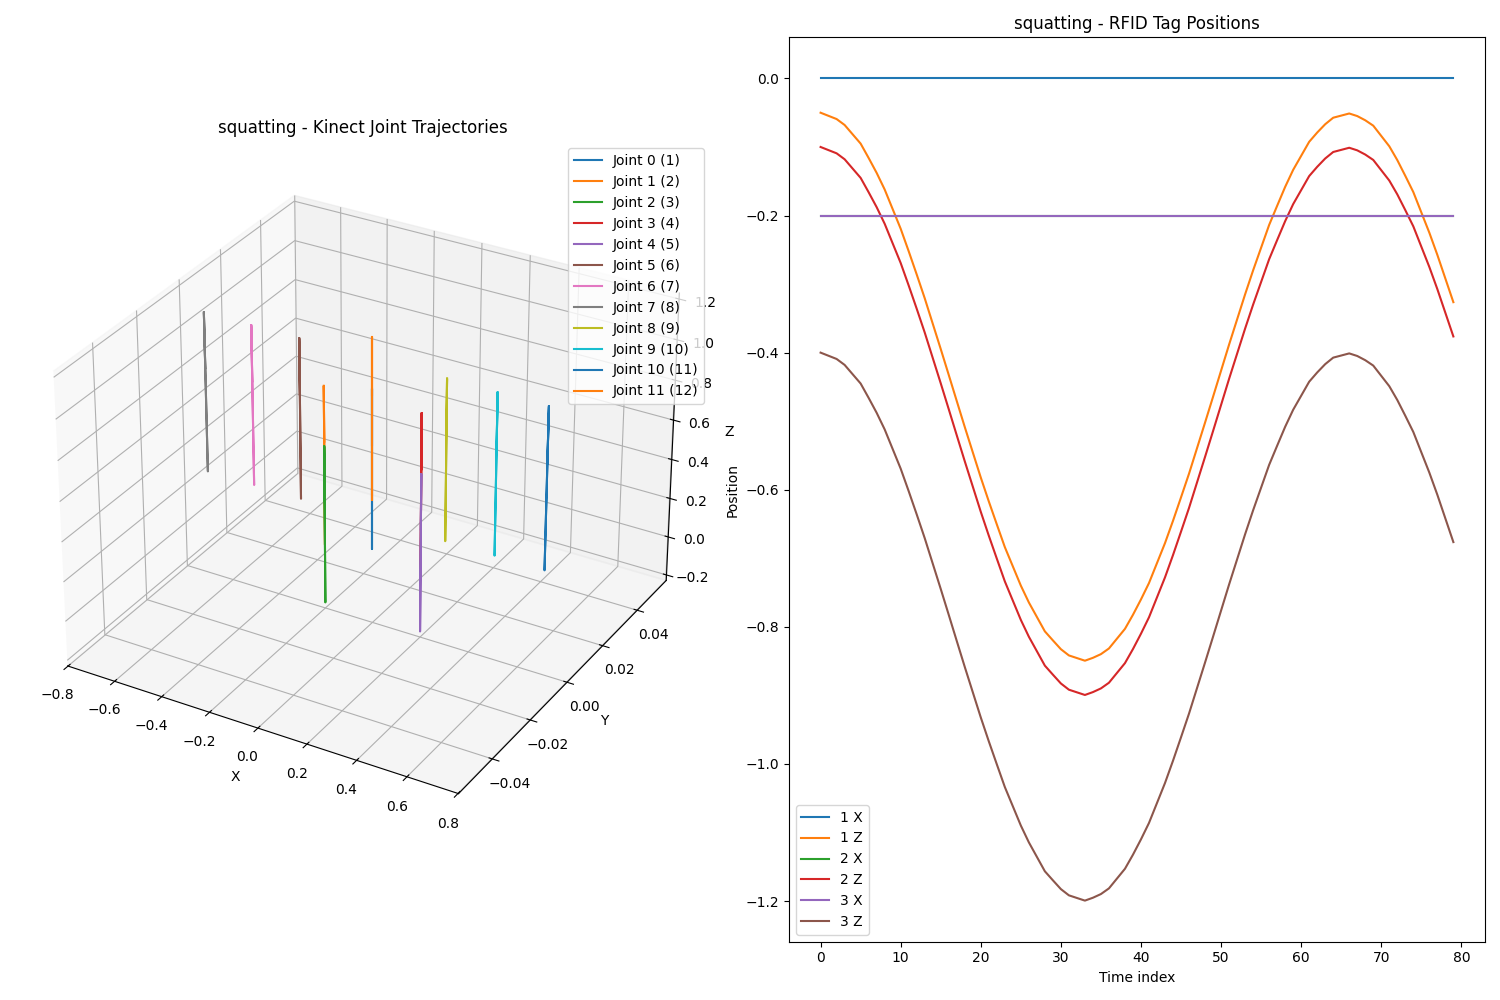 squatting - Kinect Joint Trajectories
Joint 0 (1)
Joint 1 (2)
Joint 2 (3)
Joint 3 (4)
Joint 4 (5)
Joint 5 (6)
Joint 6 (7)
Joint 7 (8)
Joint 8 (9)
Joint 9 (10)
Joint 10 (11)
Joint 11 (12)
1.2
1.0
0.8
0.6
0.4
0.2
0.0
−0.2
Z
0.04
0.02
0.00
−0.02
−0.04
Y
−0.8
−0.6
−0.4
−0.2
0.0
0.2
0.4
0.6
0.8
X
squatting - RFID Tag Positions
Position
0.0
−0.2
−0.4
−0.6
−0.8
−1.0
−1.2
1 X
1 Z
2 X
2 Z
3 X
3 Z
0 10 20 30 40 50 60 70 80
Time index